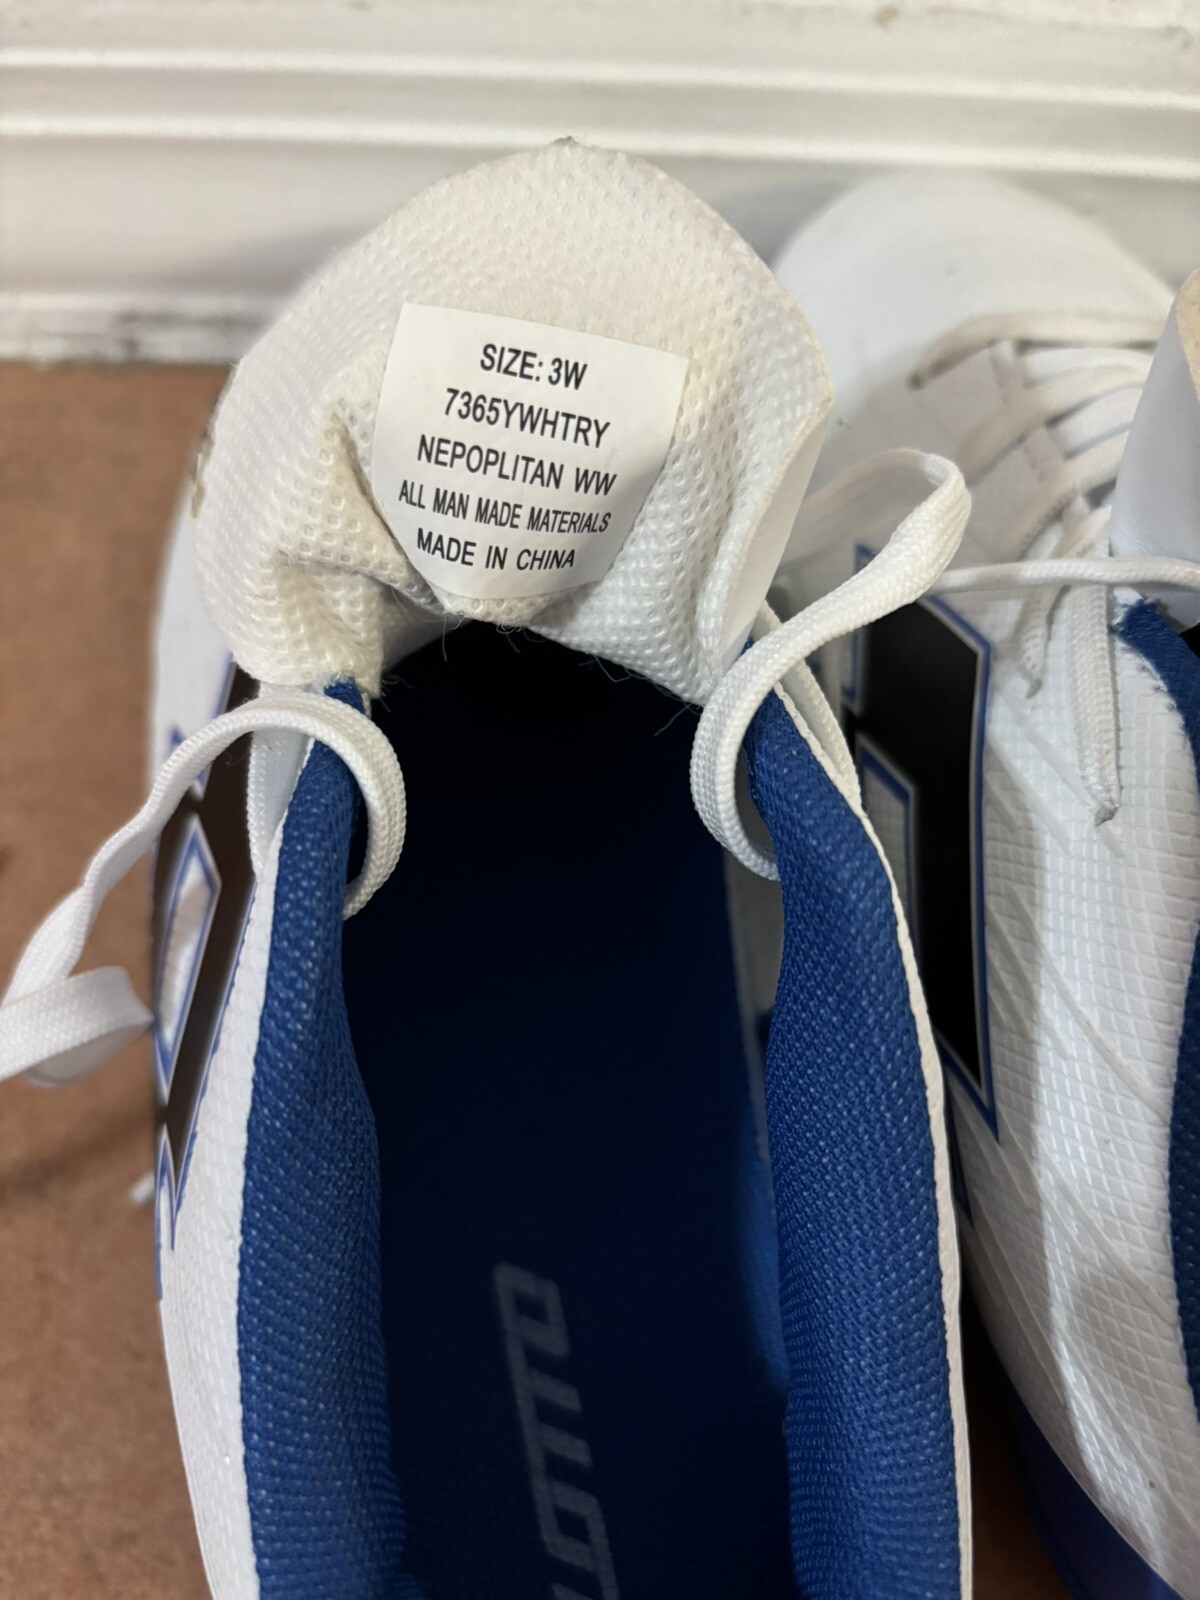 SIZE: 3W
7365YWHTRY
NEPOPLITAN WW
ALL MAN MADE MATERIALS
MADE IN CHINA